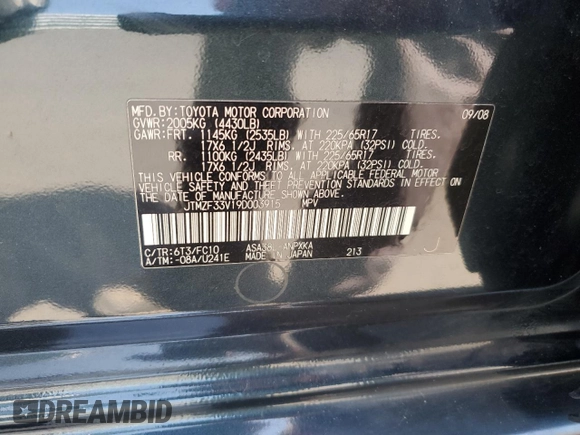 MFD.BY:TOYOTA MOTOR CORPORATION 09/08
GVWR:2005KG (4430LB)
GAWR:FRT. 1145KG (2535LB) WITH 225/65R17 TIRES.
17X6 1/2J RIMS, AT 220KPA (32PSI) COLD.
RR. 1100KG (2435LB) WITH 225/65R17 TIRES.
17X6 1/2J RIMS, AT 220KPA (32PSI) COLD.
THIS VEHICLE CONFORMS TO ALL APPLICABLE FEDERAL MOTOR
VEHICLE SAFETY AND THEFT PREVENTION STANDARDS IN EFFECT ON
THE DATE OF MANUFACTURE SHOWN ABOVE.
JTMZF33V19D003915 MPV
C/TR:6T3/FC10 ANPXKA
A/TM:-08A/U241E MADE IN JAPAN 213
J
DREAMBID